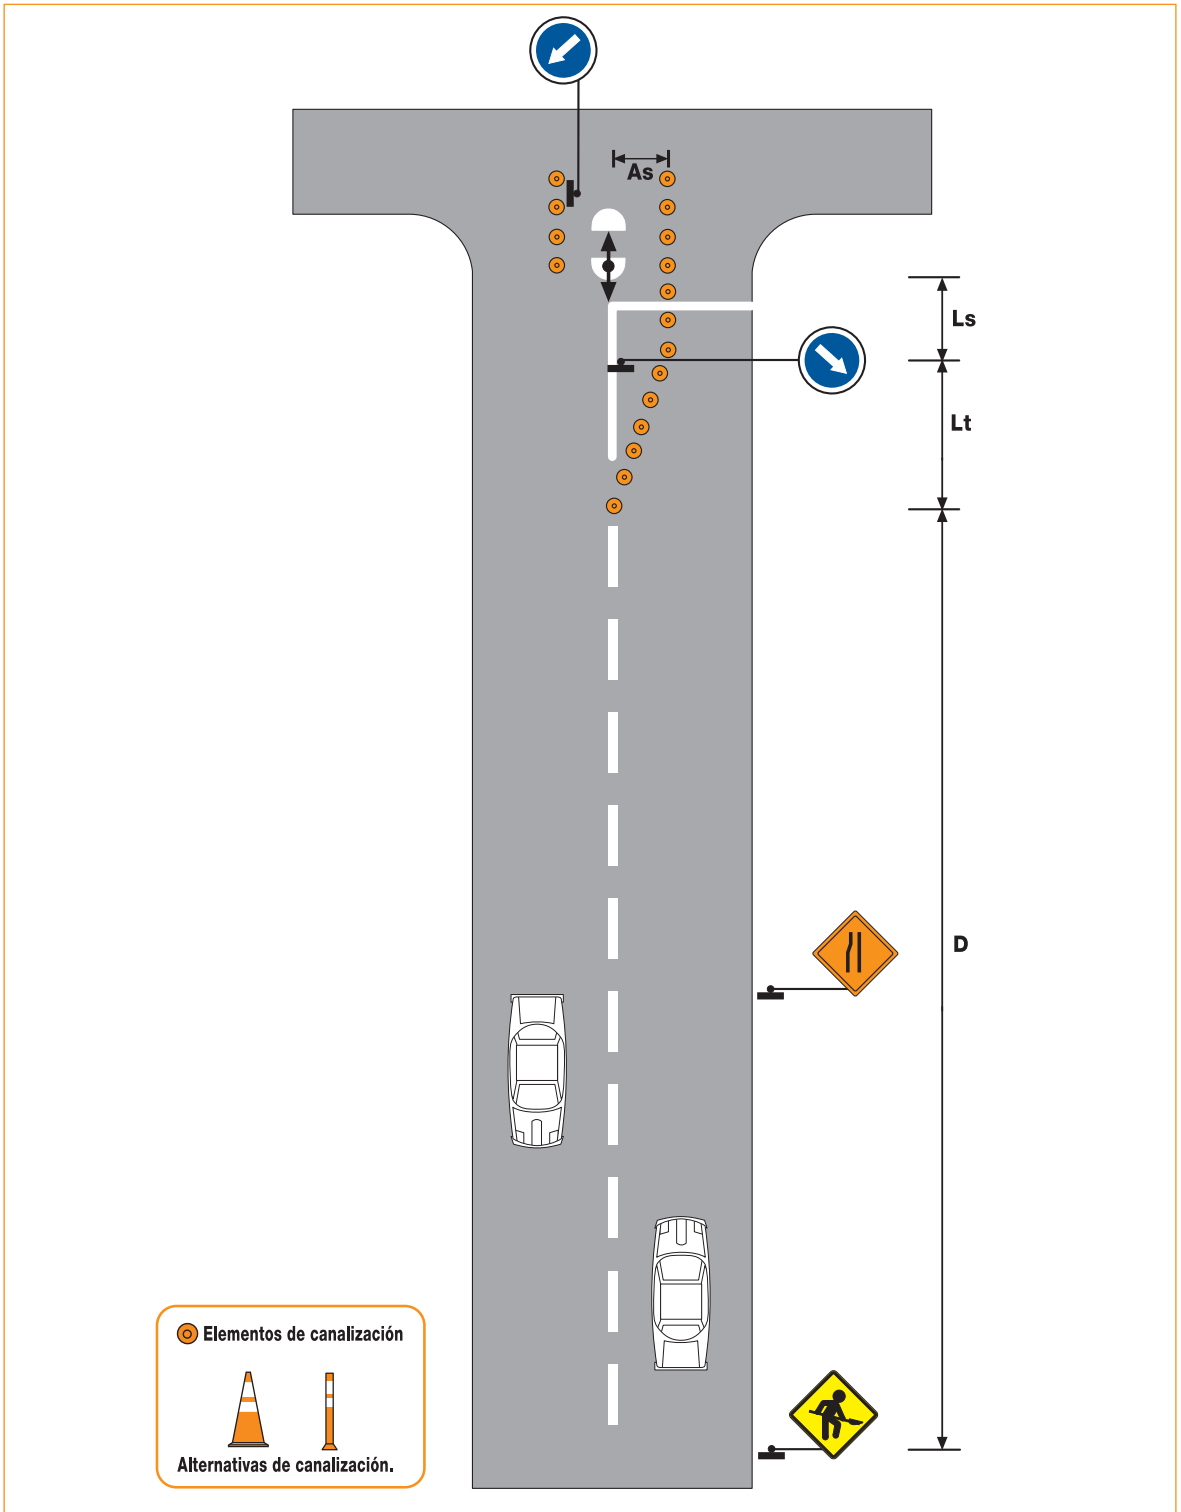 As
Ls
Lt
D
Elementos de canalización
Alternativas de canalización.